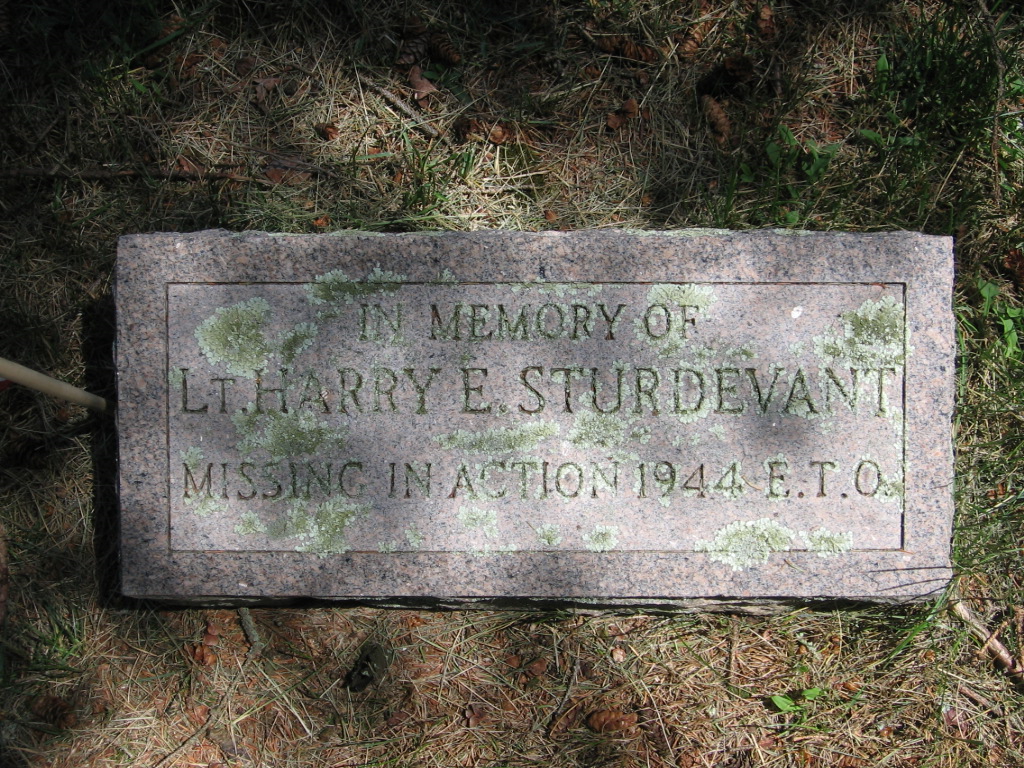 IN MEMORY OF
LT. HARRY E. STURDEVANT
MISSING IN ACTION 1944 E.T.O.